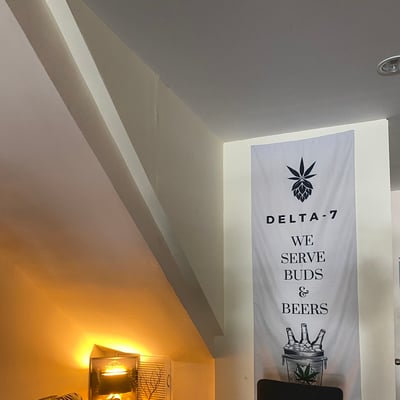 DELTA-7
WE
SERVE
BUDS
&
BEERS